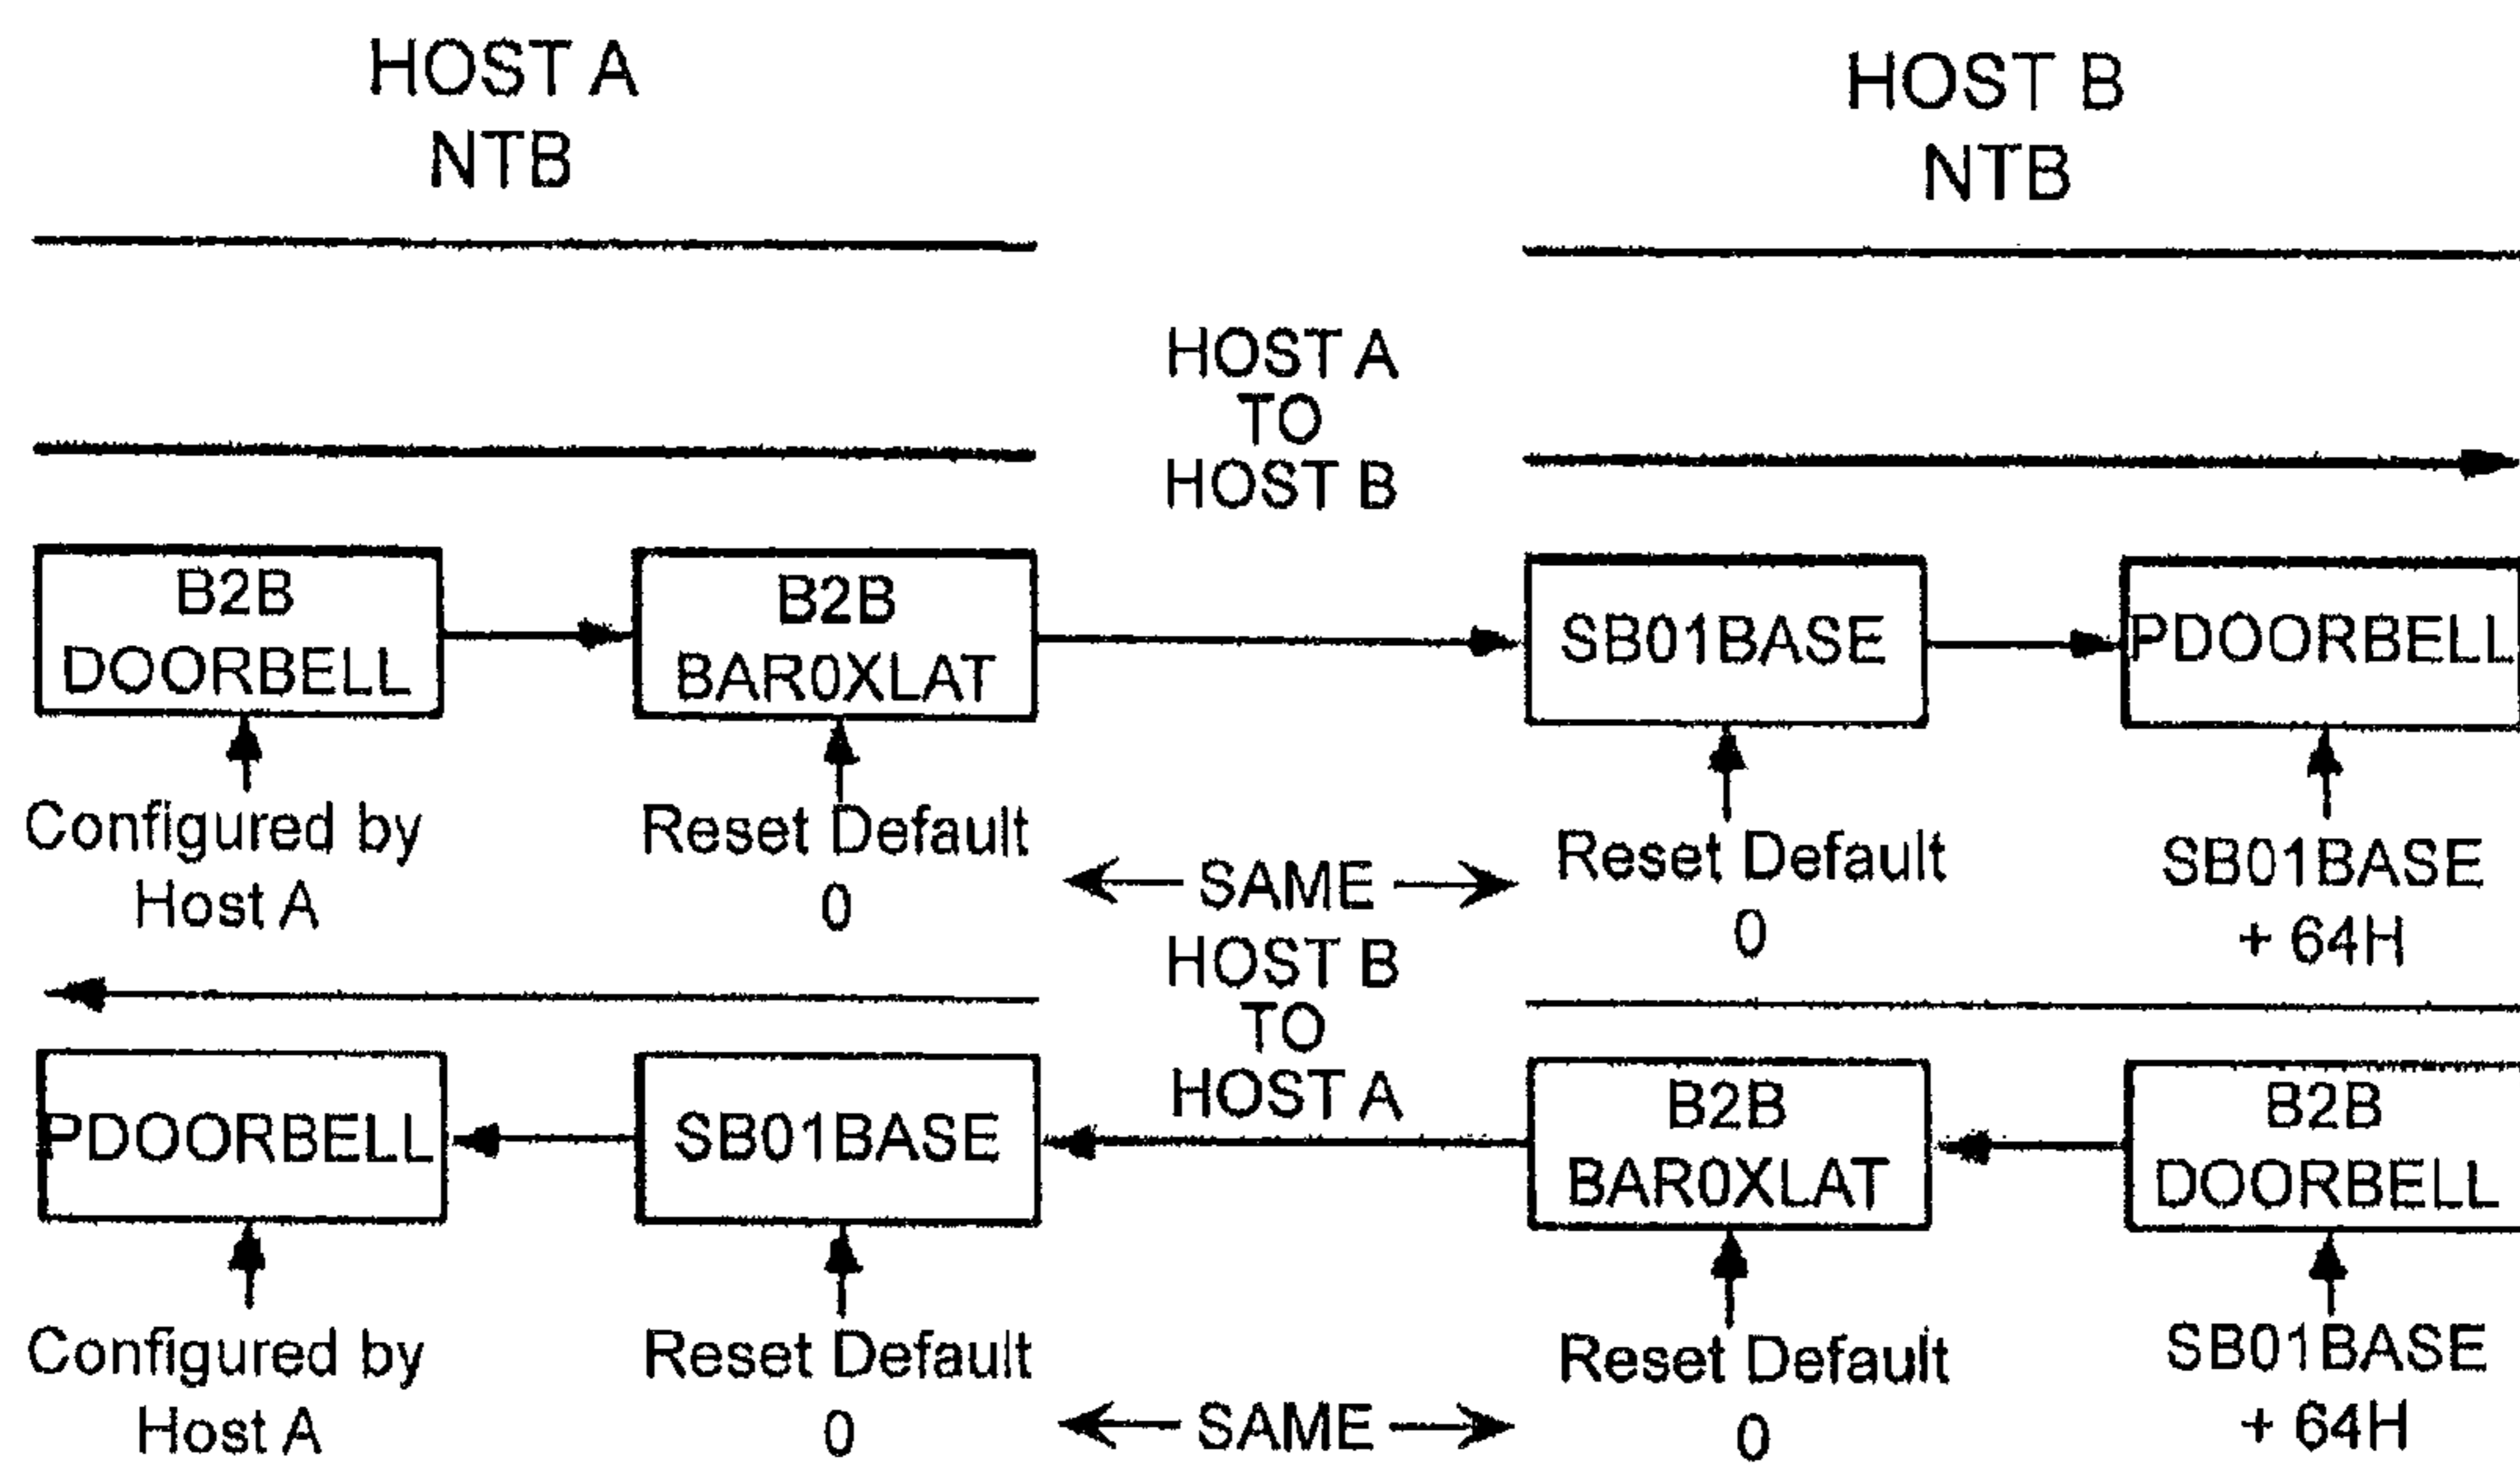 HOST A
NTB
HOST B
NTB
HOST A
TO
HOST B
B2B
DOORBELL
B2B
BAR0XLAT
SB01BASE
PDOORBELL
Configured by
Host A
Reset Default
0
SAME
Reset Default
0
SB01BASE
+ 64H
HOST B
TO
HOST A
PDOORBELL
SB01BASE
B2B
BAR0XLAT
B2B
DOORBELL
Configured by
Host A
Reset Default
0
SAME
Reset Default
0
SB01BASE
+ 64H